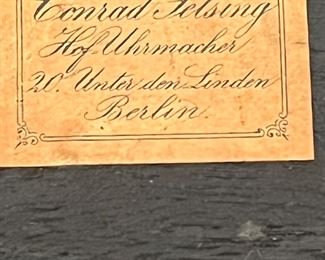 Conrad Felsing
Hof Uhrmacher
20. Unter den Linden
Berlin.